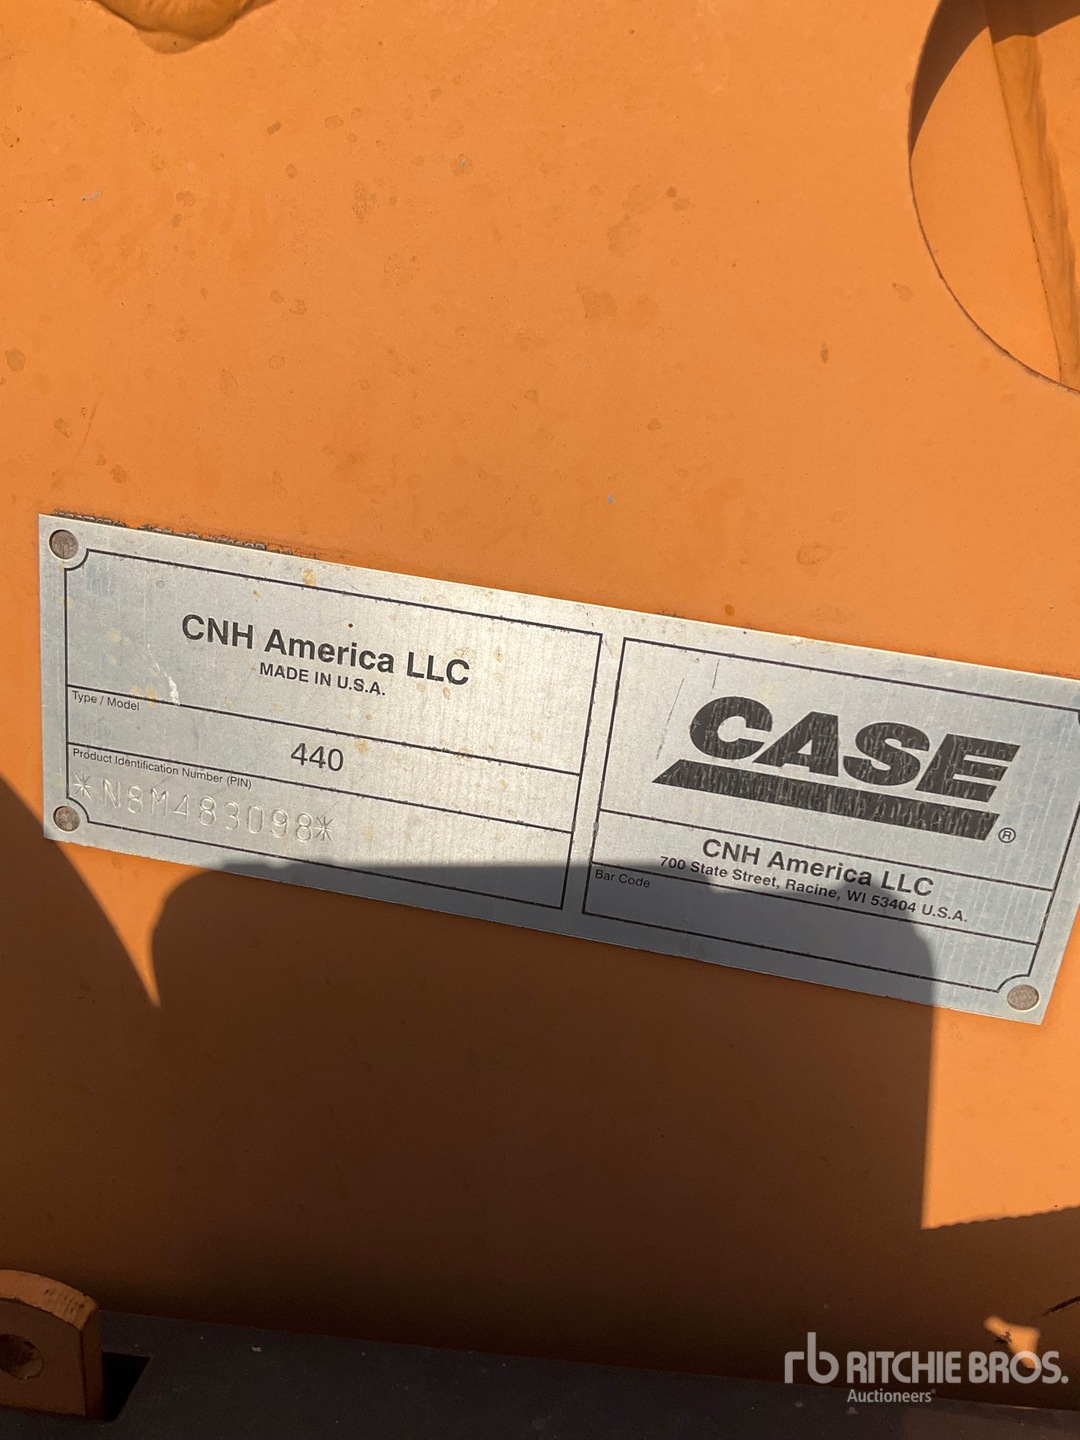 CNH America LLC
MADE IN U.S.A.
Type / Model
440
Product Identification Number (PIN)
*N8M483098*
CASE®
CNH America LLC
700 State Street, Racine, WI 53404 U.S.A.
Bar Code
rb RITCHIE BROS.
Auctioneers®